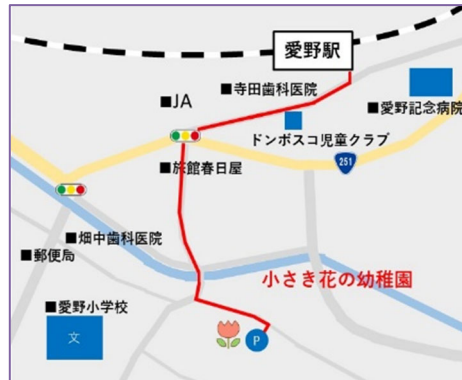 愛野駅
■寺田歯科医院
■JA
■愛野記念病院
ドンボスコ児童クラブ
■旅館春日屋
251
■畑中歯科医院
■郵便局
小さき花の幼稚園
■愛野小学校
文
P